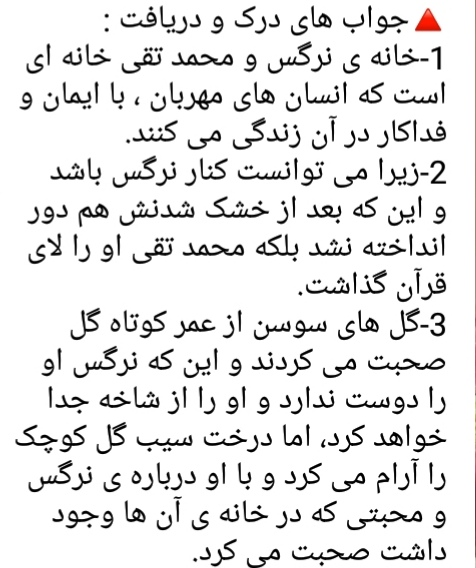 🔺جواب های درک و دریافت :
1-خانه ی نرگس و محمد تقی خانه ای
است که انسان های مهربان ، با ایمان و
فداکار در آن زندگی می کنند.
2-زیرا می توانست کنار نرگس باشد
و این که بعد از خشک شدنش هم دور
انداخته نشد بلکه محمد تقی او را لای
قرآن گذاشت.
3-گل های سوسن از عمر کوتاه گل
صحبت می کردند و این که نرگس او
را دوست ندارد و او را از شاخه جدا
خواهد کرد، اما درخت سیب گل کوچک
را آرام می کرد و با او درباره ی نرگس
و محبتی که در خانه ی آن ها وجود
داشت صحبت می کرد.